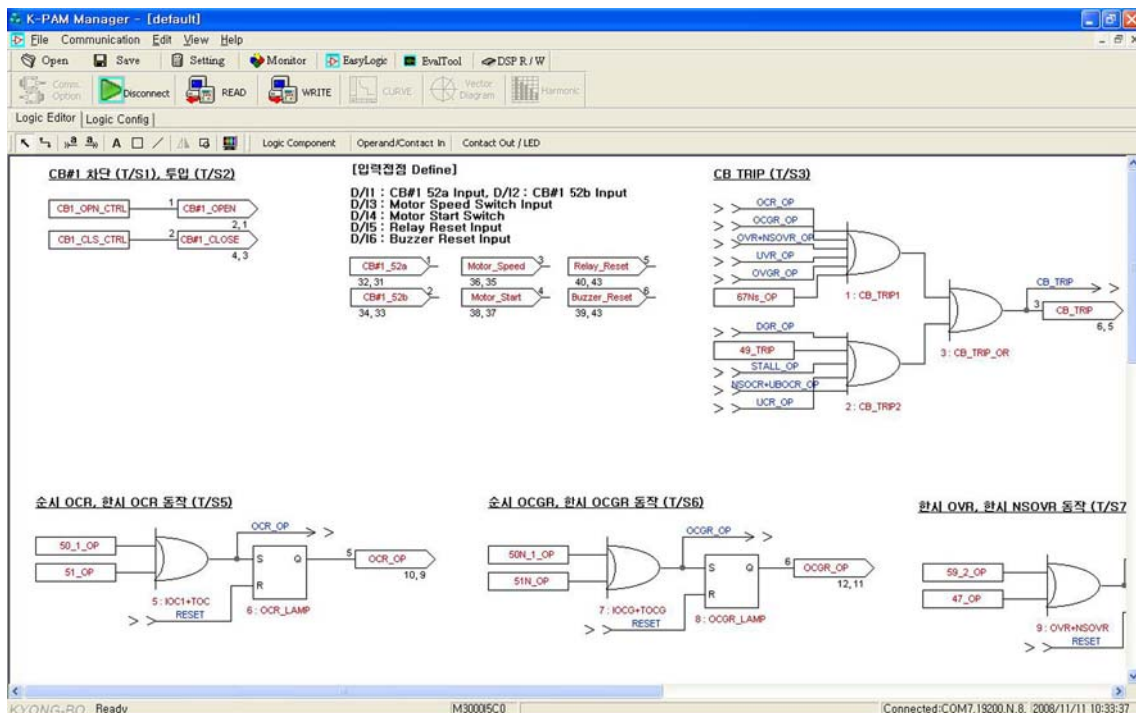 K-PAM Manager - [default]
File Communication Edit View Help
Open Save Setting Monitor EasyLogic EvalTool DSP R / W
Comm. Option Disconnect READ WRITE CURVE Vector Diagram Harmonic
Logic Editor Logic Config
A Logic Component Operand/Contact In Contact Out / LED
CB#1 차단 (T/S1), 투입 (T/S2)
CB1_OPN_CTRL 1 CB#1_OPEN
2, 1
CB1_CLS_CTRL 2 CB#1_CLOSE
4, 3
[입력접점 Define]
D/I1 : CB#1 52a Input, D/I2 : CB#1 52b Input
D/I3 : Motor Speed Switch Input
D/I4 : Motor Start Switch
D/I5 : Relay Reset Input
D/I6 : Buzzer Reset Input
CB#1_52a 1 Motor_Speed 3 Relay_Reset 5
32, 31 36, 35 40, 43
CB#1_52b 2 Motor_Start 4 Buzzer_Reset 6
34, 33 38, 37 39, 43
CB TRIP (T/S3)
OCR_OP
OCGR_OP
OVR+NSOVR_OP
UVR_OP
OVGR_OP
67Ns_OP
1 : CB_TRIP1
DGR_OP
49_TRIP
STALL_OP
NSOCR+UBOCR_OP
UCR_OP
2 : CB_TRIP2
3 : CB_TRIP_OR
CB_TRIP
3 CB_TRIP
6, 5
순시 OCR, 한시 OCR 동작 (T/S5)
50_1_OP
51_OP
5 : IOC1+TOC
RESET
OCR_OP
S Q
R
6 : OCR_LAMP
5 OCR_OP
10, 9
순시 OCGR, 한시 OCGR 동작 (T/S6)
50N_1_OP
51N_OP
7 : IOCG+TOCG
RESET
OCGR_OP
S Q
R
8 : OCGR_LAMP
6 OCGR_OP
12, 11
한시 OVR, 한시 NSOVR 동작 (T/S7
59_2_OP
47_OP
9 : OVR+NSOVR
RESET
KYONG-BO Ready M3000I5C0 Connected:COM7,19200,N,8, 2008/11/11 10:33:37